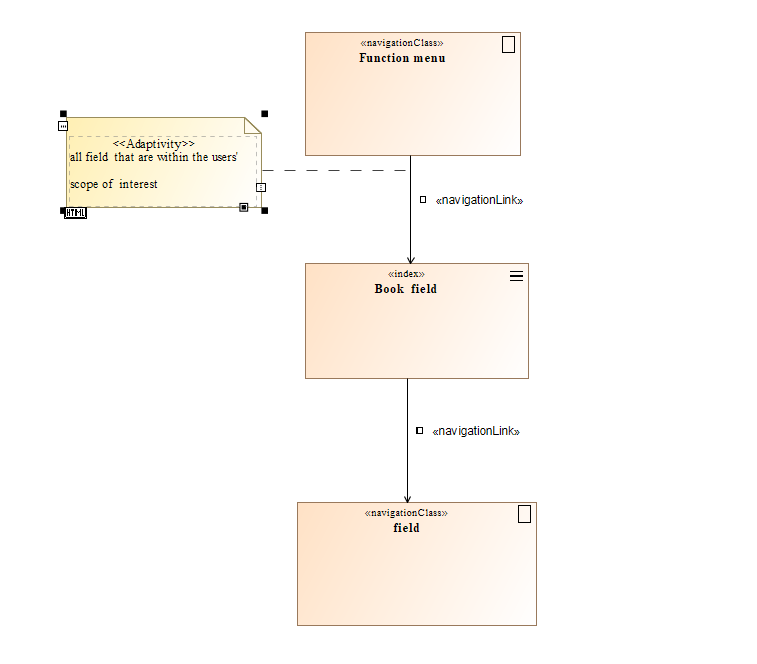 «navigationClass»
Function menu
<<Adaptivity>>
all field that are within the users'
scope of interest
HTML
«navigationLink»
«index»
Book field
«navigationLink»
«navigationClass»
field